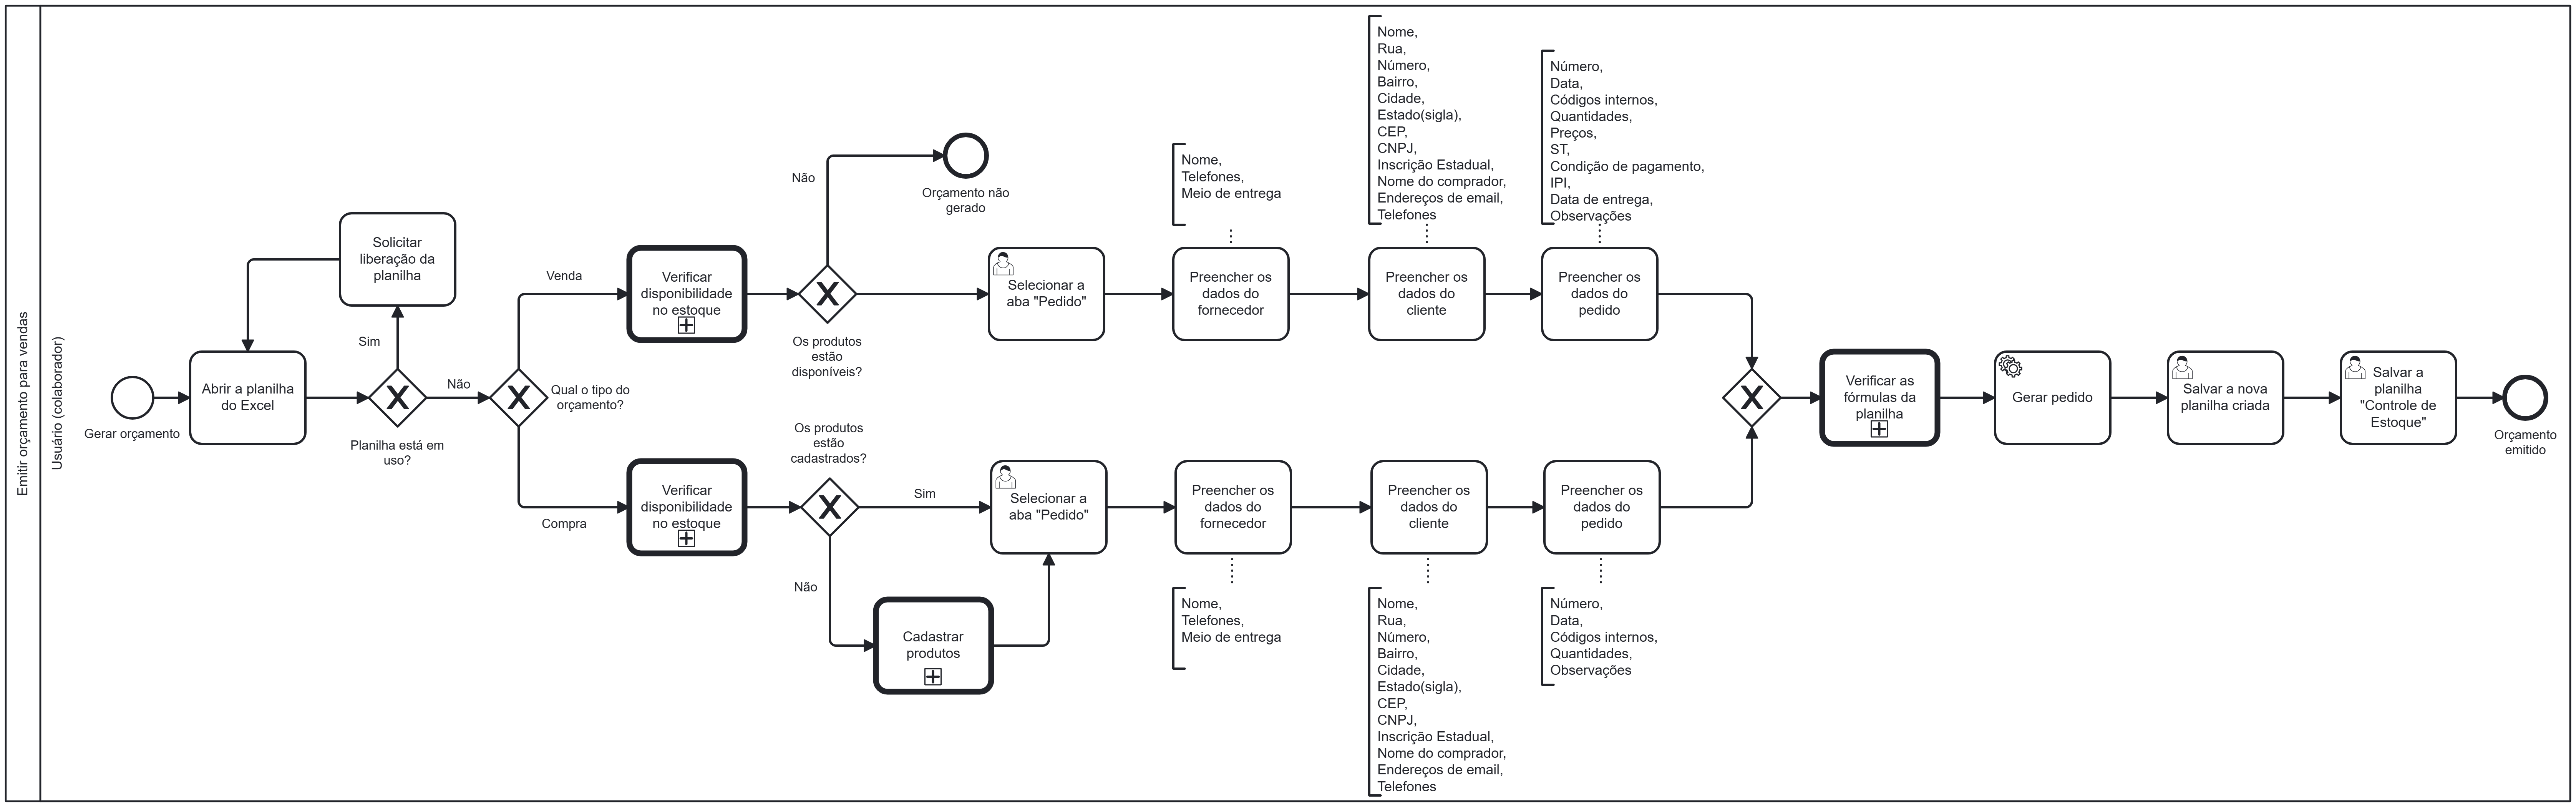 Emitir orçamento para vendas
Usuário (colaborador)
Gerar orçamento
Abrir a planilha
do Excel
Solicitar
liberação da
planilha
Sim
Planilha está em
uso?
Não
Qual o tipo do
orçamento?
Venda
Verificar
disponibilidade
no estoque
Os produtos
estão
disponíveis?
Não
Orçamento não
gerado
Selecionar a
aba "Pedido"
Preencher os
dados do
fornecedor
Nome,
Telefones,
Meio de entrega
Preencher os
dados do
cliente
Nome,
Rua,
Número,
Bairro,
Cidade,
Estado(sigla),
CEP,
CNPJ,
Inscrição Estadual,
Nome do comprador,
Endereços de email,
Telefones
Preencher os
dados do
pedido
Número,
Data,
Códigos internos,
Quantidades,
Preços,
ST,
Condição de pagamento,
IPI,
Data de entrega,
Observações
Compra
Verificar
disponibilidade
no estoque
Os produtos
estão
cadastrados?
Sim
Não
Cadastrar
produtos
Selecionar a
aba "Pedido"
Preencher os
dados do
fornecedor
Nome,
Telefones,
Meio de entrega
Preencher os
dados do
cliente
Nome,
Rua,
Número,
Bairro,
Cidade,
Estado(sigla),
CEP,
CNPJ,
Inscrição Estadual,
Nome do comprador,
Endereços de email,
Telefones
Preencher os
dados do
pedido
Número,
Data,
Códigos internos,
Quantidades,
Observações
Verificar as
fórmulas da
planilha
Gerar pedido
Salvar a nova
planilha criada
Salvar a
planilha
"Controle de
Estoque"
Orçamento
emitido